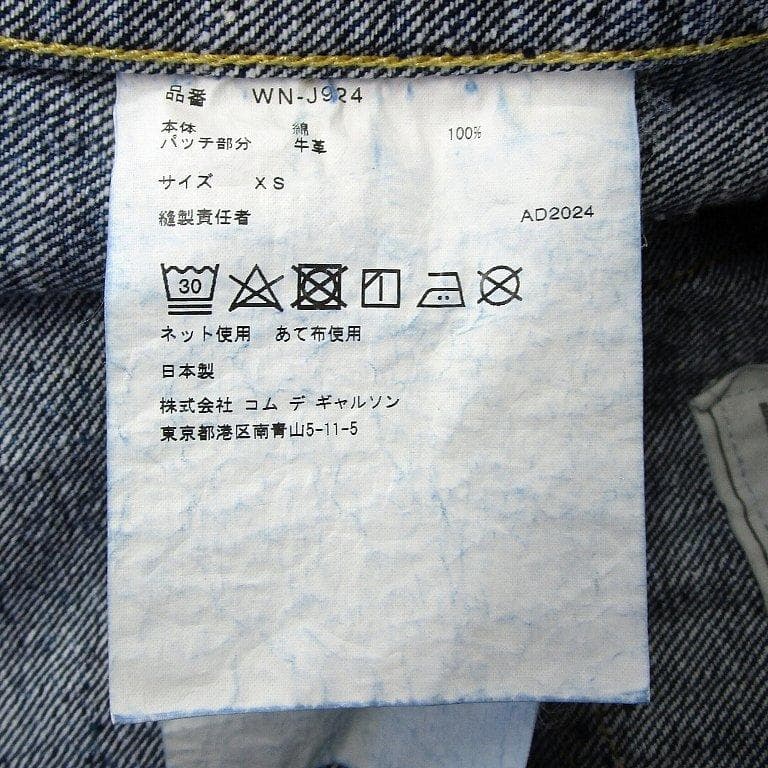 品番 WN-J924
本体 綿 100%
パッチ部分 牛革
サイズ XS
縫製責任者 AD2024
30
ネット使用 あて布使用
日本製
株式会社 コム デ ギャルソン
東京都港区南青山5-11-5